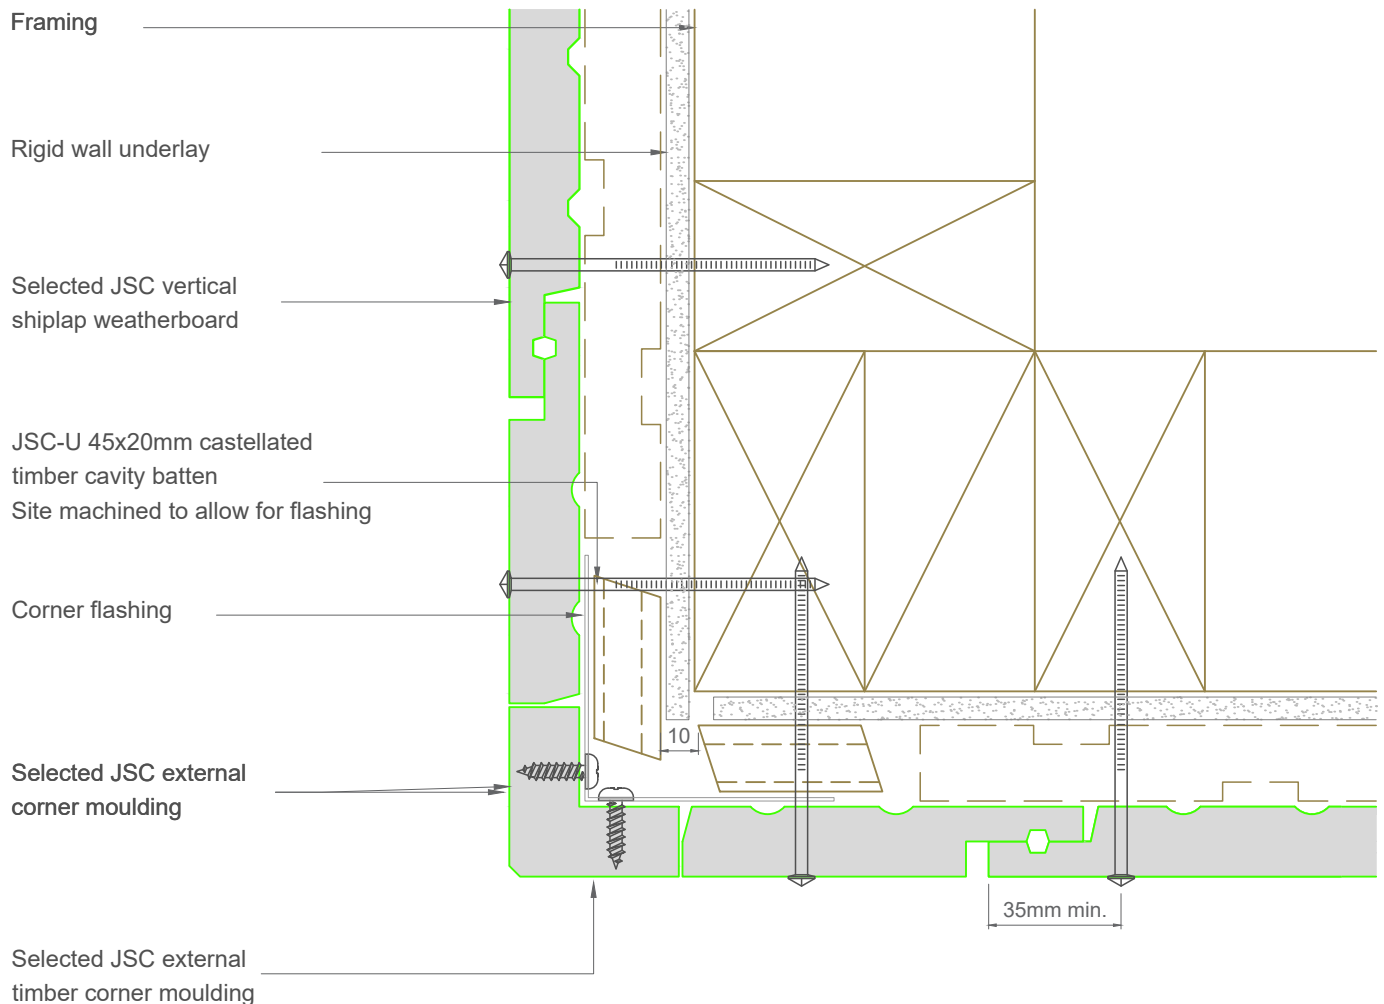 Framing
Rigid wall underlay
Selected JSC vertical
shiplap weatherboard
JSC-U 45x20mm castellated
timber cavity batten
Site machined to allow for flashing
Corner flashing
10
Selected JSC external
corner moulding
35mm min.
Selected JSC external
timber corner moulding